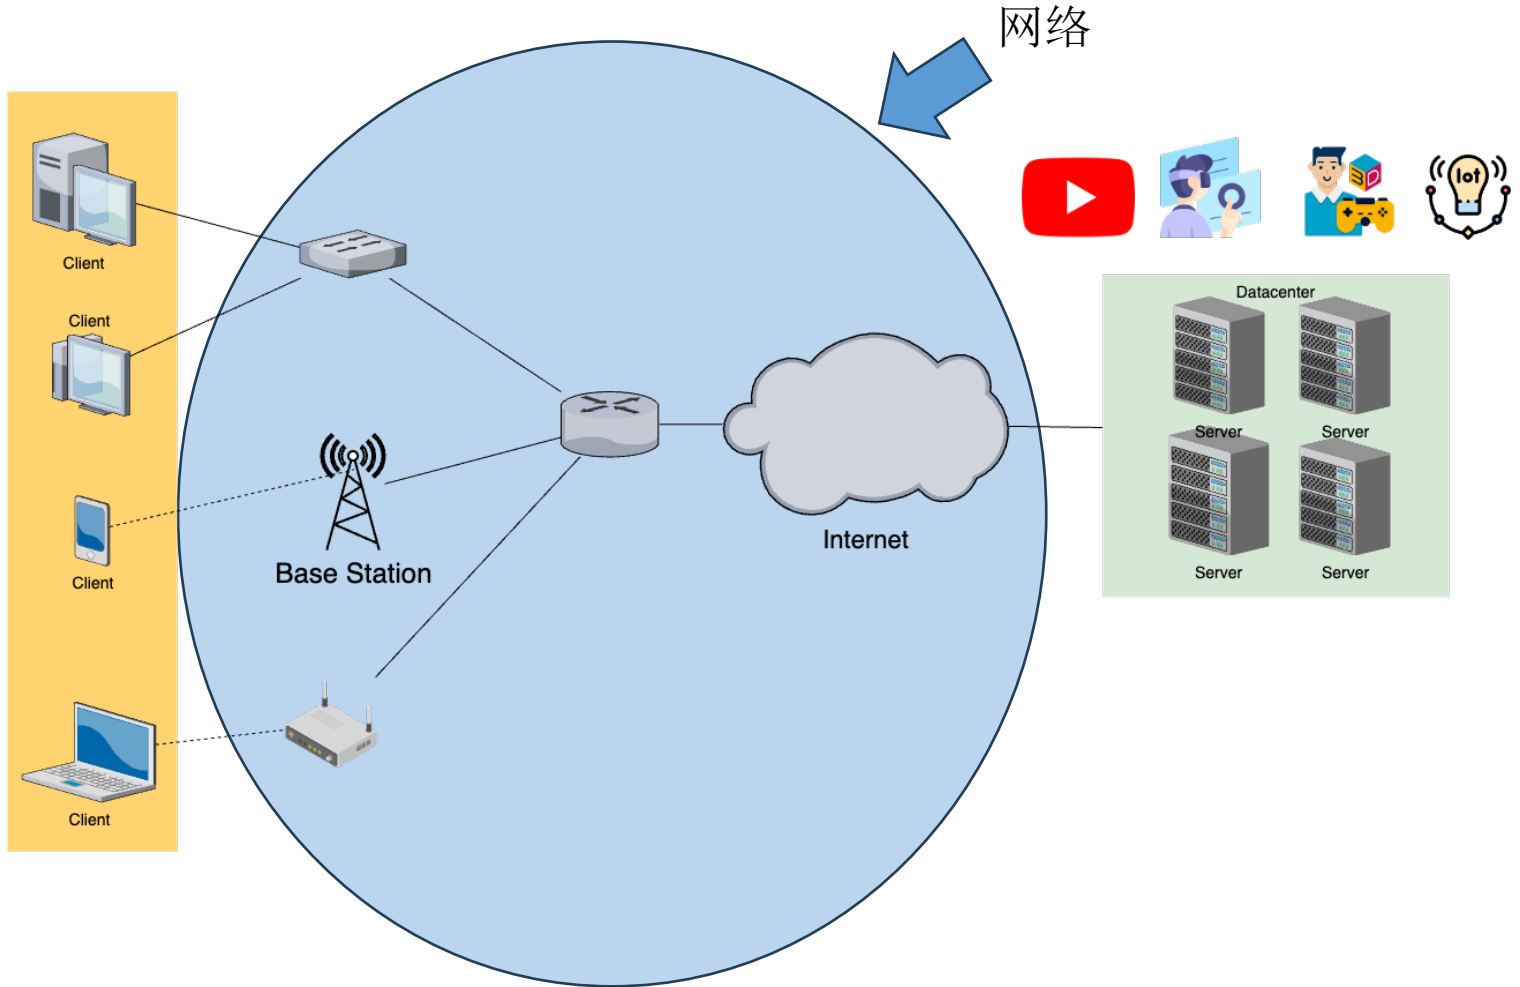 网络
Client
Client
Client
Client
Base Station
Internet
3D
Iot
Datacenter
Server
Server
Server
Server